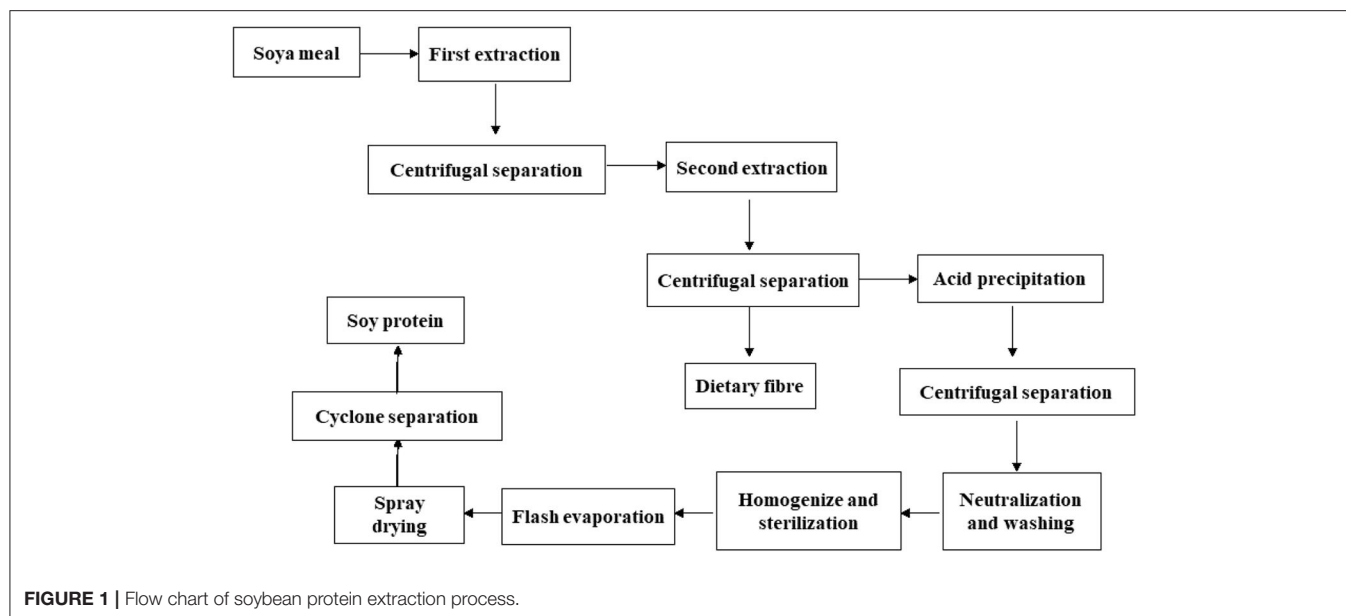 Soya meal
First extraction
Centrifugal separation
Second extraction
Centrifugal separation
Acid precipitation
Dietary fibre
Centrifugal separation
Neutralization
and washing
Homogenize and
sterilization
Flash evaporation
Spray
drying
Cyclone separation
Soy protein
FIGURE 1 | Flow chart of soybean protein extraction process.